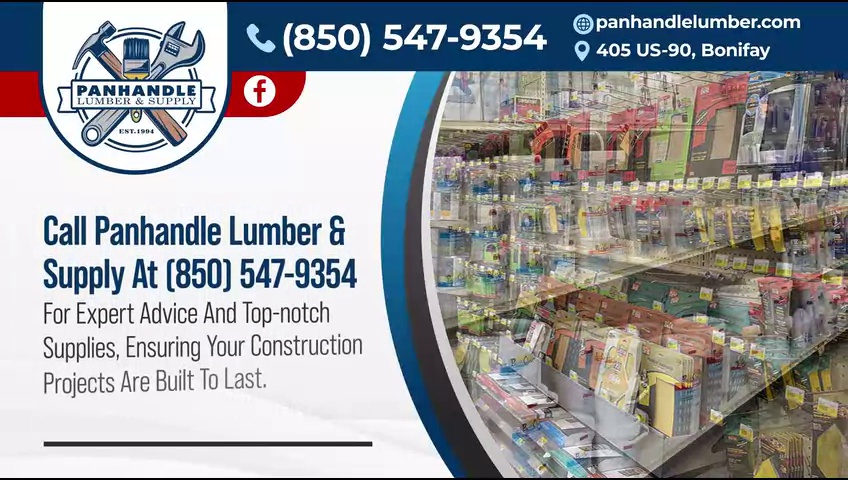 (850) 547-9354
panhandlelumber.com
405 US-90, Bonifay
PANHANDLE
LUMBER & SUPPLY
EST.1994
f
Call Panhandle Lumber &
Supply At (850) 547-9354
For Expert Advice And Top-notch
Supplies, Ensuring Your Construction
Projects Are Built To Last.